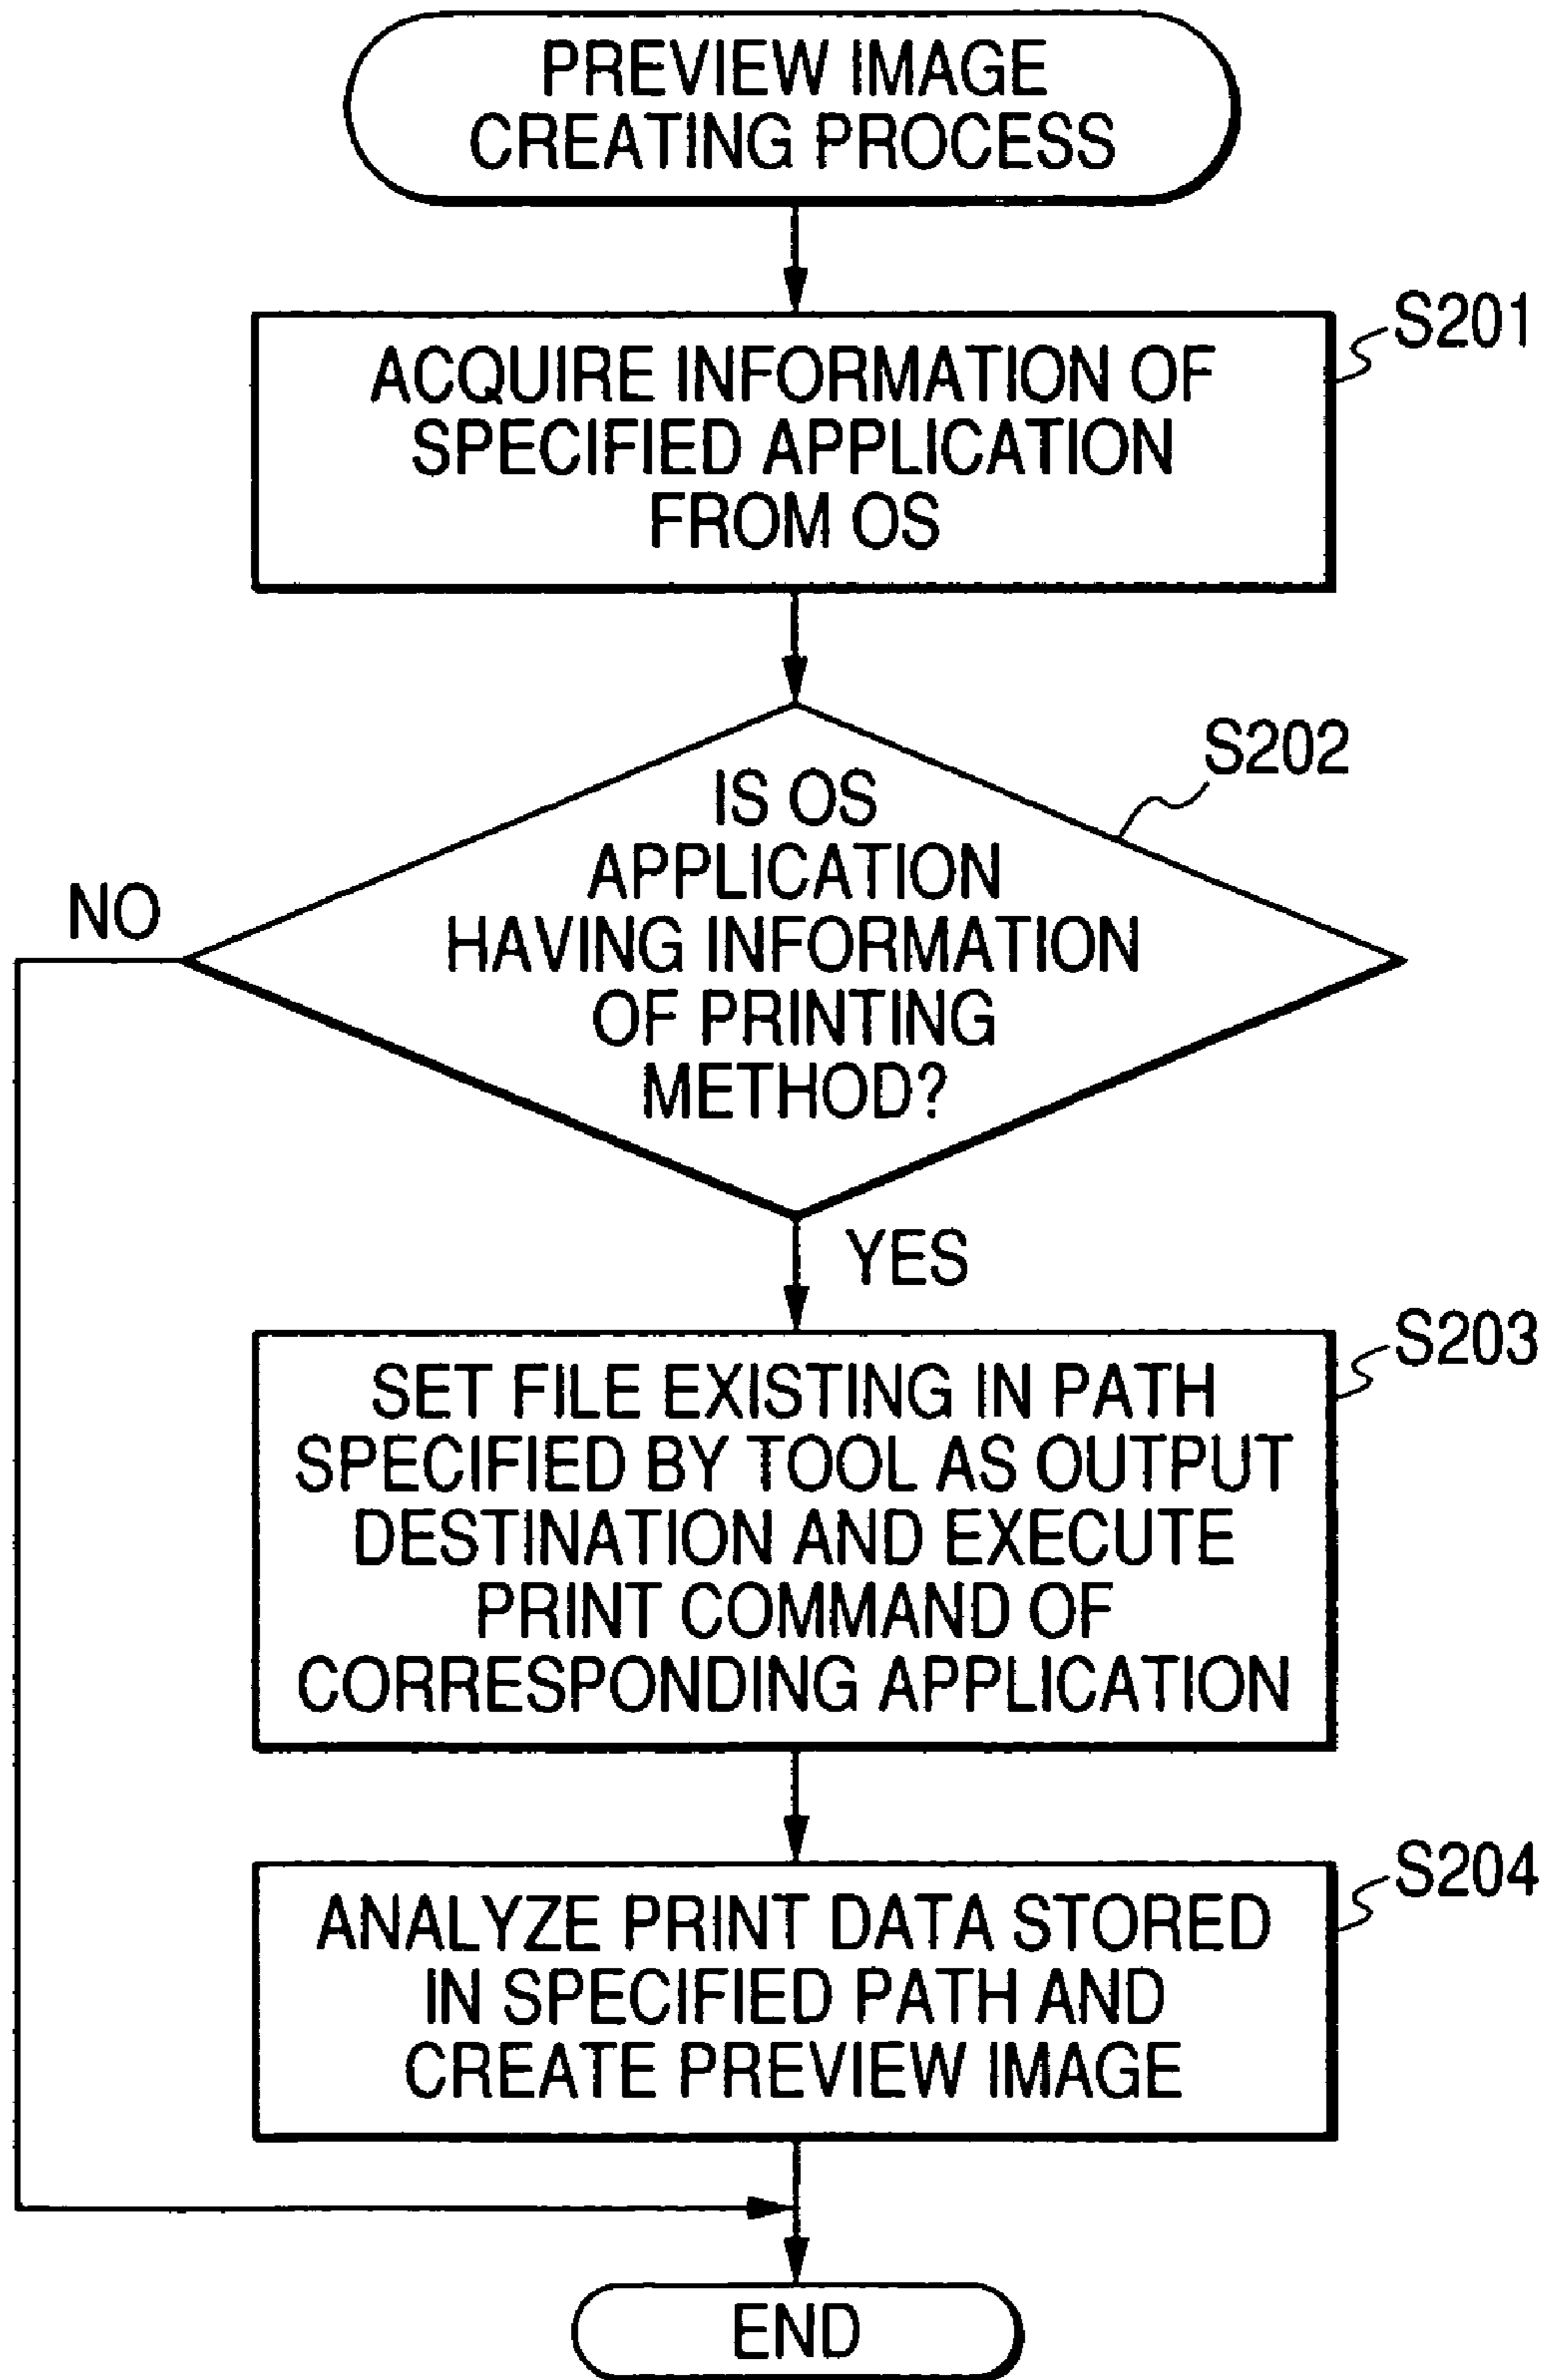 PREVIEW IMAGE
CREATING PROCESS
S201
ACQUIRE INFORMATION OF
SPECIFIED APPLICATION
FROM OS
S202
IS OS
APPLICATION
HAVING INFORMATION
OF PRINTING
METHOD?
NO
YES
S203
SET FILE EXISTING IN PATH
SPECIFIED BY TOOL AS OUTPUT
DESTINATION AND EXECUTE
PRINT COMMAND OF
CORRESPONDING APPLICATION
S204
ANALYZE PRINT DATA STORED
IN SPECIFIED PATH AND
CREATE PREVIEW IMAGE
END